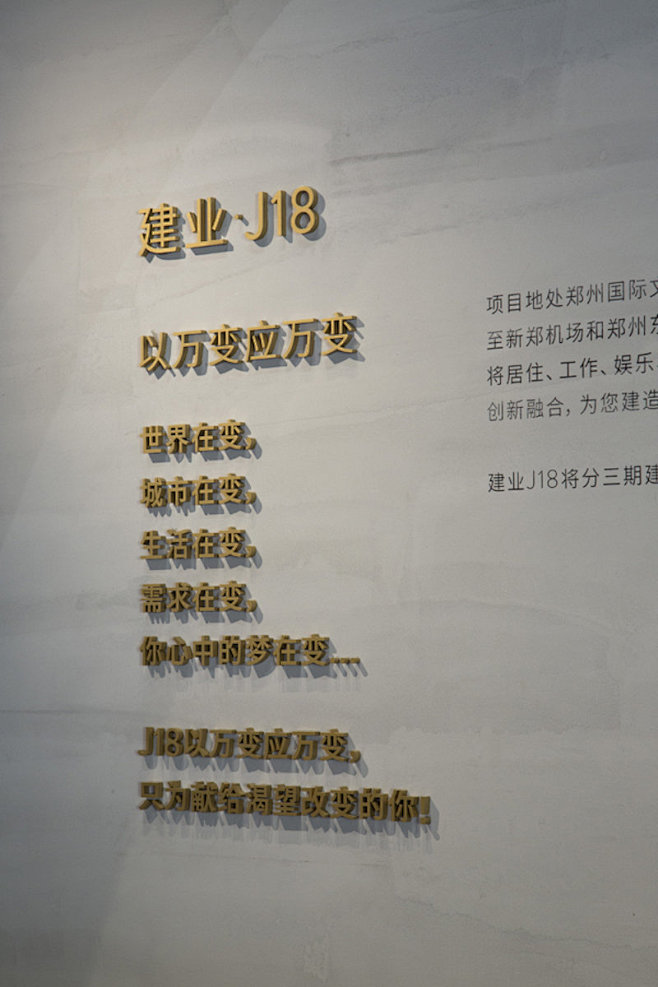 建业·J18
以万变应万变
世界在变，
城市在变，
生活在变，
需求在变，
你心中的梦在变...
J18以万变应万变，
只为献给渴望改变的你！
项目地处郑州国际文
至新郑机场和郑州东
将居住、工作、娱乐
创新融合，为您建造
建业J18将分三期建